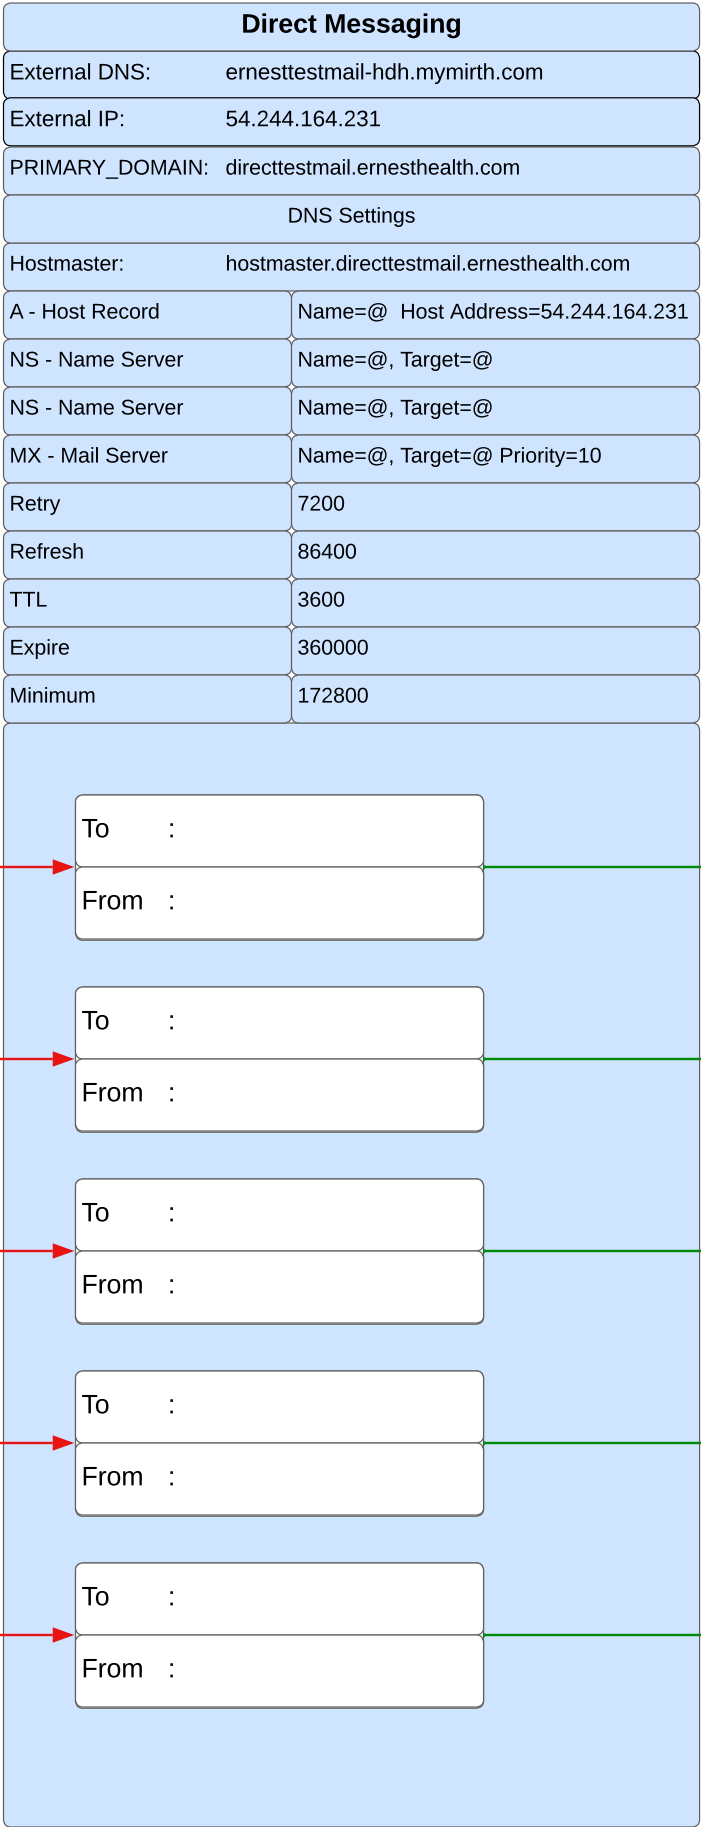 Direct Messaging
External DNS: ernesttestmail-hdh.mymirth.com
External IP: 54.244.164.231
PRIMARY_DOMAIN: directtestmail.ernesthealth.com
DNS Settings
Hostmaster: hostmaster.directtestmail.ernesthealth.com
A - Host Record Name=@ Host Address=54.244.164.231
NS - Name Server Name=@, Target=@
NS - Name Server Name=@, Target=@
MX - Mail Server Name=@, Target=@ Priority=10
Retry 7200
Refresh 86400
TTL 3600
Expire 360000
Minimum 172800
To :
From :
To :
From :
To :
From :
To :
From :
To :
From :